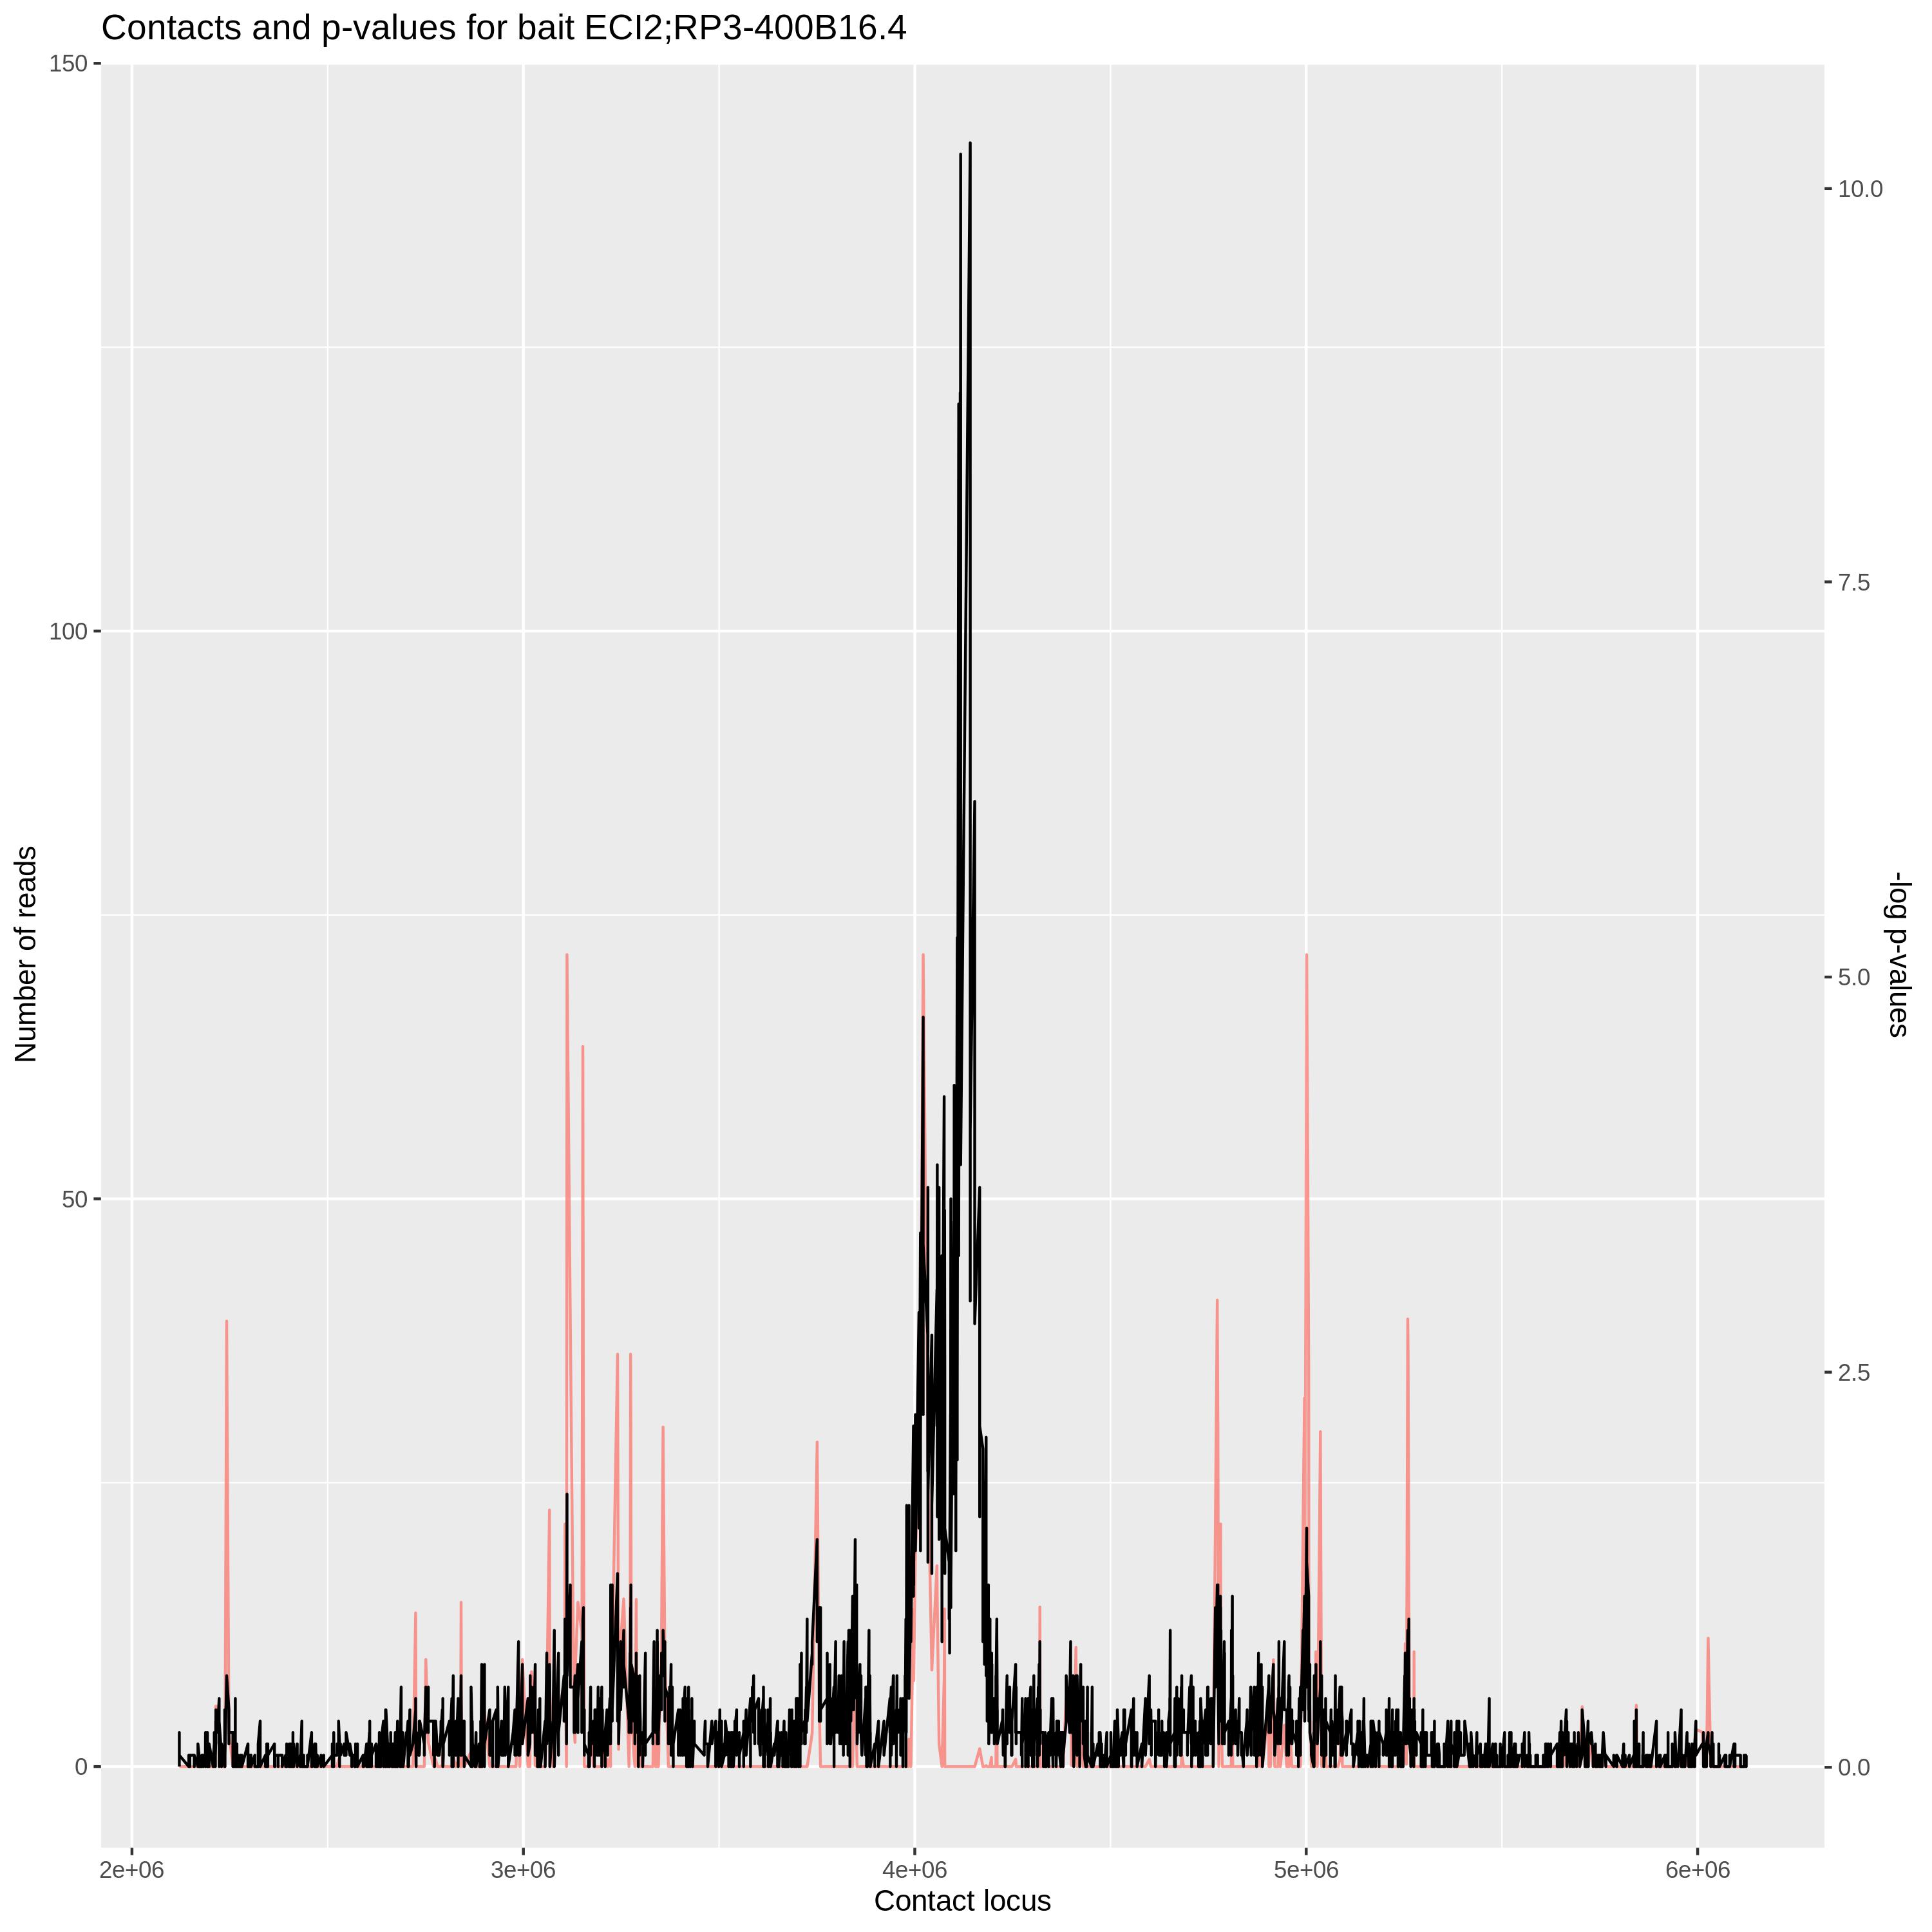 Contacts and p-values for bait ECI2;RP3-400B16.4
150
100
50
0
Number of reads
10.0
7.5
5.0
2.5
0.0
-log p-values
2e+06
3e+06
4e+06
5e+06
6e+06
Contact locus